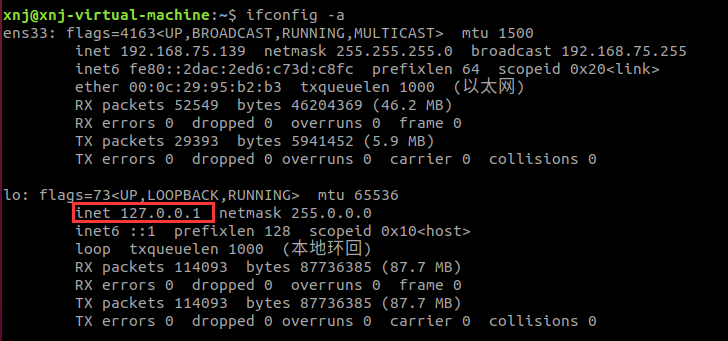 xnj@xnj-virtual-machine:~$ ifconfig -a
ens33: flags=4163<UP,BROADCAST,RUNNING,MULTICAST>  mtu 1500
        inet 192.168.75.139  netmask 255.255.255.0  broadcast 192.168.75.255
        inet6 fe80::2dac:2ed6:c73d:c8fc  prefixlen 64  scopeid 0x20<link>
        ether 00:0c:29:95:b2:b3  txqueuelen 1000  (以太网)
        RX packets 52549  bytes 46204369 (46.2 MB)
        RX errors 0  dropped 0  overruns 0  frame 0
        TX packets 29393  bytes 5941452 (5.9 MB)
        TX errors 0  dropped 0 overruns 0  carrier 0  collisions 0

lo: flags=73<UP,LOOPBACK,RUNNING>  mtu 65536
        inet 127.0.0.1  netmask 255.0.0.0
        inet6 ::1  prefixlen 128  scopeid 0x10<host>
        loop  txqueuelen 1000  (本地环回)
        RX packets 114093  bytes 87736385 (87.7 MB)
        RX errors 0  dropped 0  overruns 0  frame 0
        TX packets 114093  bytes 87736385 (87.7 MB)
        TX errors 0  dropped 0 overruns 0  carrier 0  collisions 0